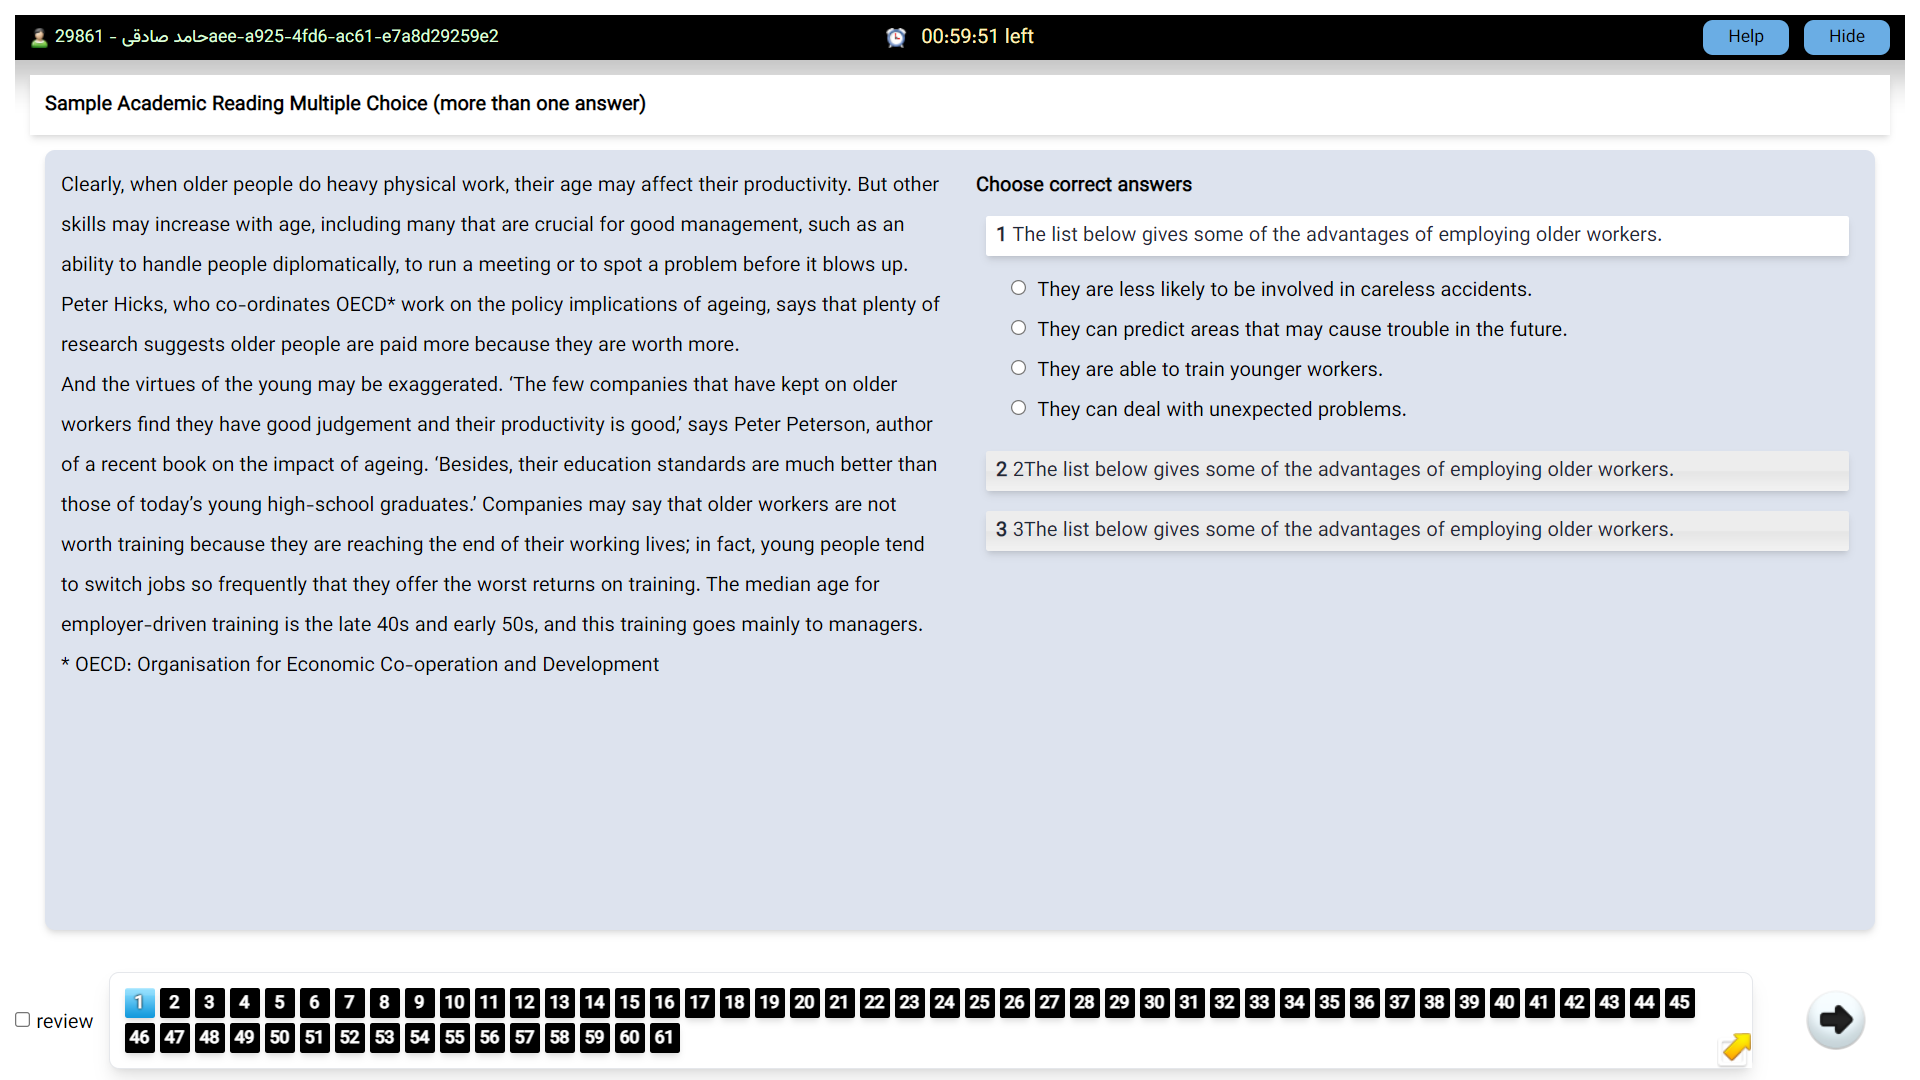 29861 - حامد صادقیaee-a925-4fd6-ac61-e7a8d29259e2
00:59:51 left
Help
Hide
Sample Academic Reading Multiple Choice (more than one answer)
Clearly, when older people do heavy physical work, their age may affect their productivity. But other
skills may increase with age, including many that are crucial for good management, such as an
ability to handle people diplomatically, to run a meeting or to spot a problem before it blows up.
Peter Hicks, who co-ordinates OECD* work on the policy implications of ageing, says that plenty of
research suggests older people are paid more because they are worth more.
And the virtues of the young may be exaggerated. ‘The few companies that have kept on older
workers find they have good judgement and their productivity is good,’ says Peter Peterson, author
of a recent book on the impact of ageing. ‘Besides, their education standards are much better than
those of today’s young high-school graduates.’ Companies may say that older workers are not
worth training because they are reaching the end of their working lives; in fact, young people tend
to switch jobs so frequently that they offer the worst returns on training. The median age for
employer-driven training is the late 40s and early 50s, and this training goes mainly to managers.
* OECD: Organisation for Economic Co-operation and Development
Choose correct answers
1 The list below gives some of the advantages of employing older workers.
They are less likely to be involved in careless accidents.
They can predict areas that may cause trouble in the future.
They are able to train younger workers.
They can deal with unexpected problems.
2 2The list below gives some of the advantages of employing older workers.
3 3The list below gives some of the advantages of employing older workers.
review
1 2 3 4 5 6 7 8 9 10 11 12 13 14 15 16 17 18 19 20 21 22 23 24 25 26 27 28 29 30 31 32 33 34 35 36 37 38 39 40 41 42 43 44 45
46 47 48 49 50 51 52 53 54 55 56 57 58 59 60 61